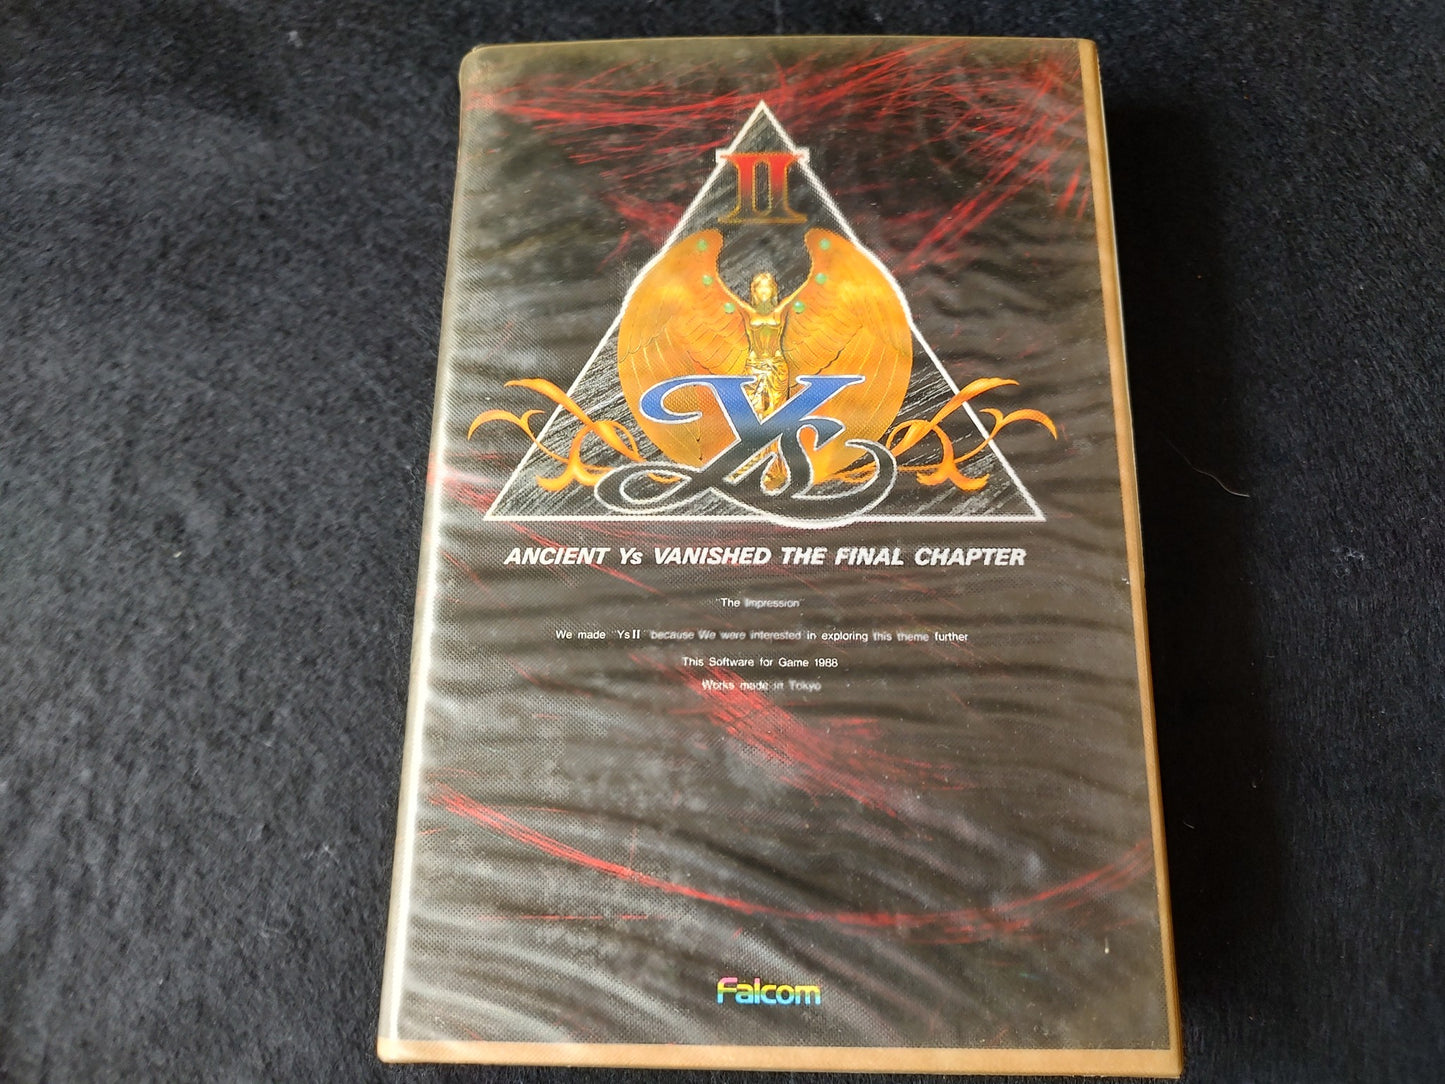 II
Ys
ANCIENT Ys VANISHED THE FINAL CHAPTER
"The Impression"
We made "Ys II" because We were interested in exploring this theme further
This Software for Game 1988
Works made in Tokyo
Falcom